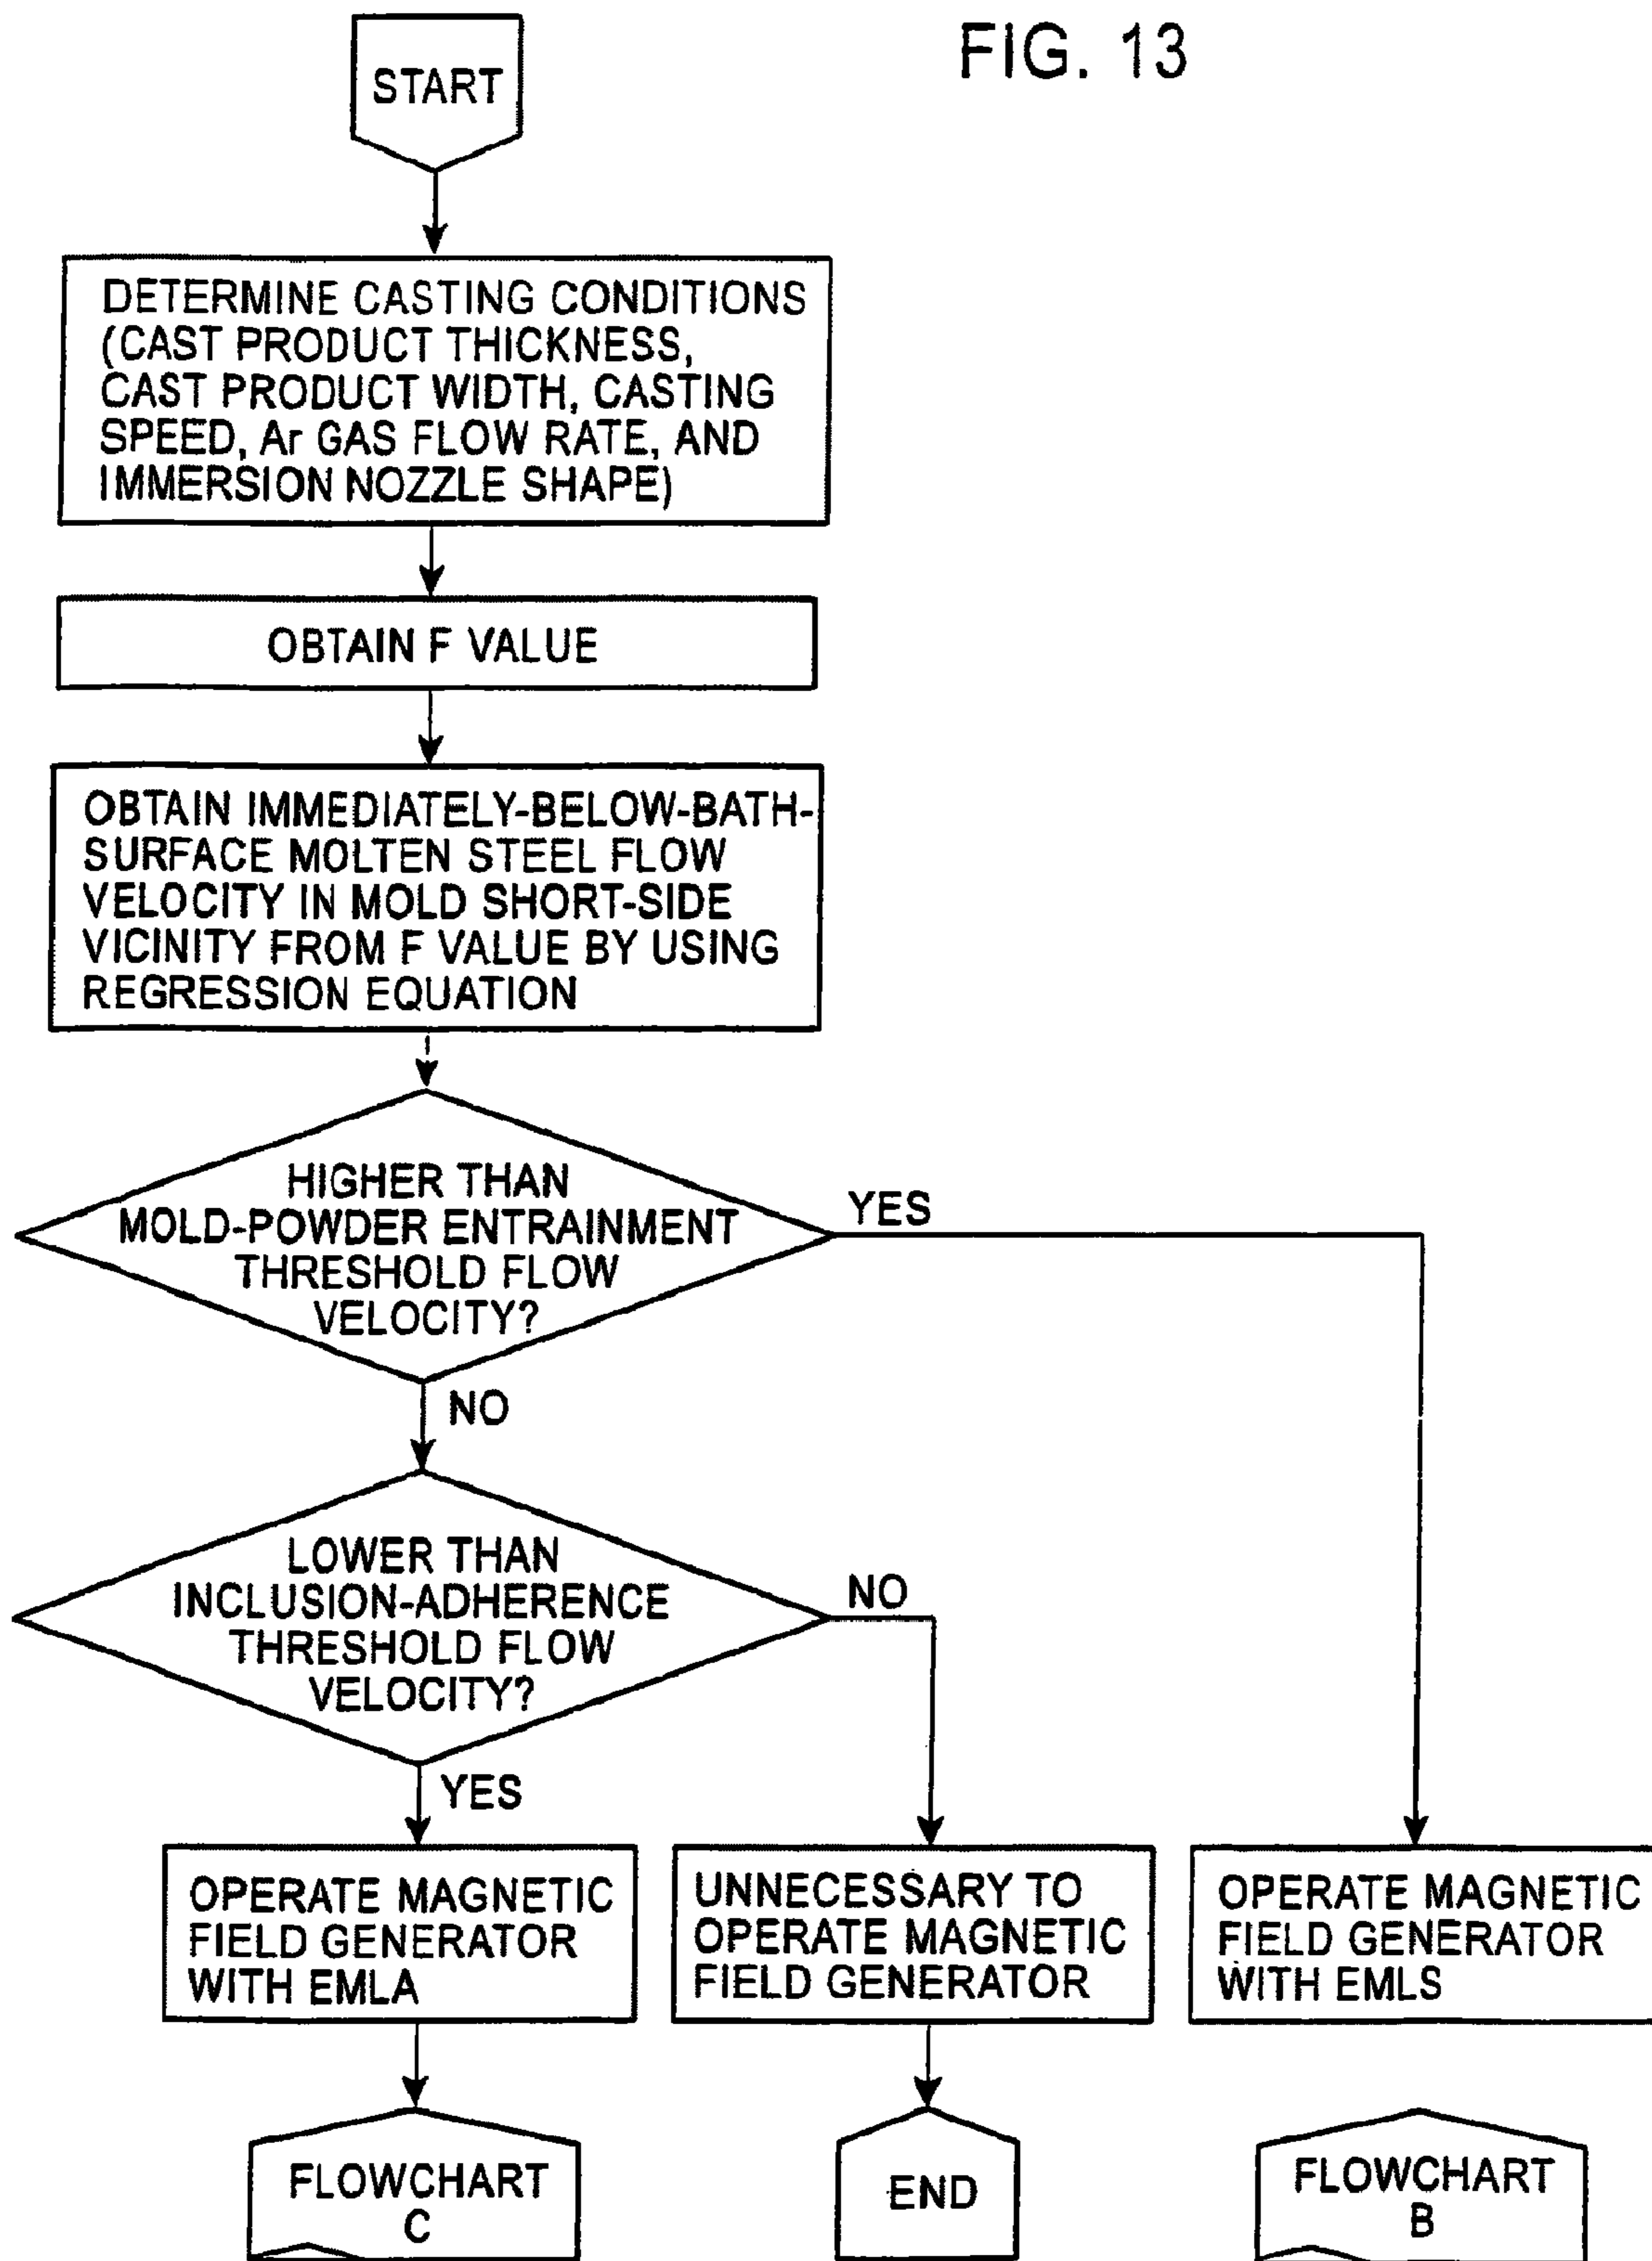 FIG. 13
START
DETERMINE CASTING CONDITIONS
(CAST PRODUCT THICKNESS,
CAST PRODUCT WIDTH, CASTING
SPEED, Ar GAS FLOW RATE, AND
IMMERSION NOZZLE SHAPE)
OBTAIN F VALUE
OBTAIN IMMEDIATELY-BELOW-BATH-
SURFACE MOLTEN STEEL FLOW
VELOCITY IN MOLD SHORT-SIDE
VICINITY FROM F VALUE BY USING
REGRESSION EQUATION
HIGHER THAN
MOLD-POWDER ENTRAINMENT
THRESHOLD FLOW
VELOCITY?
YES
NO
LOWER THAN
INCLUSION-ADHERENCE
THRESHOLD FLOW
VELOCITY?
NO
YES
OPERATE MAGNETIC
FIELD GENERATOR
WITH EMLA
UNNECESSARY TO
OPERATE MAGNETIC
FIELD GENERATOR
OPERATE MAGNETIC
FIELD GENERATOR
WITH EMLS
FLOWCHART
C
END
FLOWCHART
B